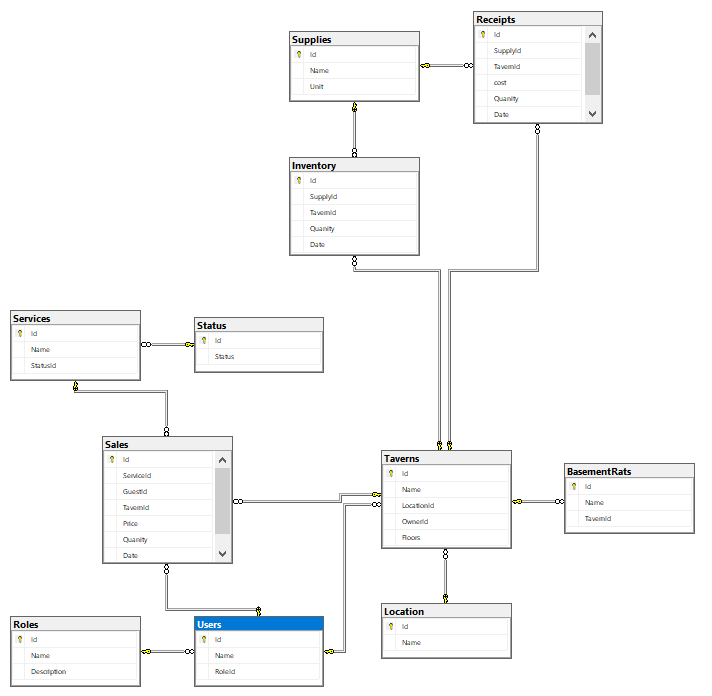 Supplies
Id
Name
Unit
Receipts
Id
SupplyId
TavernId
cost
Quanity
Date
Inventory
Id
SupplyId
TavernId
Quanity
Date
Services
Id
Name
StatusId
Status
Id
Status
Sales
Id
ServiceId
GuestId
TavernId
Price
Quanity
Date
Taverns
Id
Name
LocationId
OwnerId
Floors
BasementRats
Id
Name
TavernId
Roles
Id
Name
Description
Users
Id
Name
RoleId
Location
Id
Name